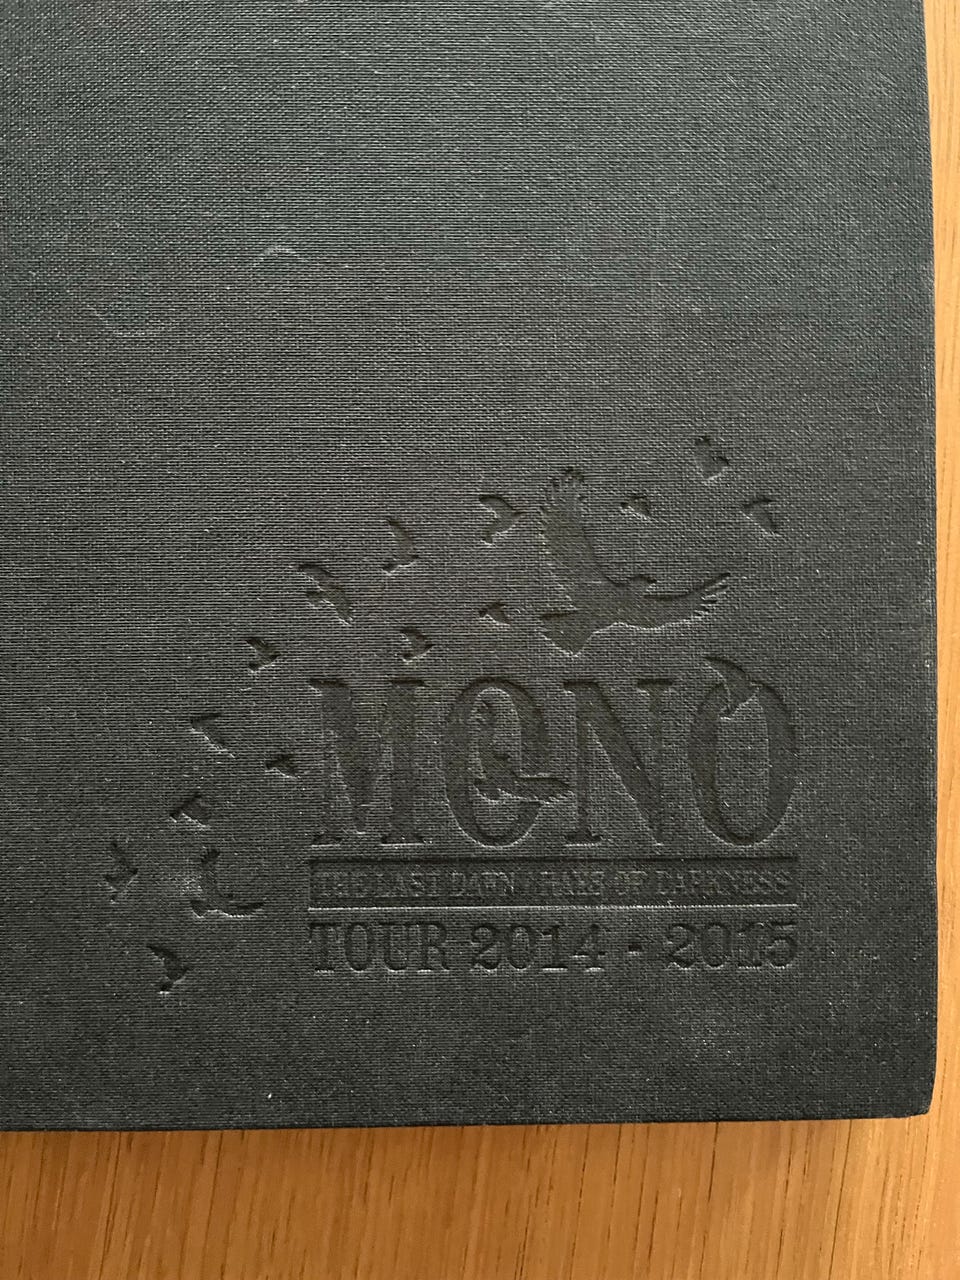 MONO
THE LAST DAWN / RAYS OF DARKNESS
TOUR 2014 - 2015